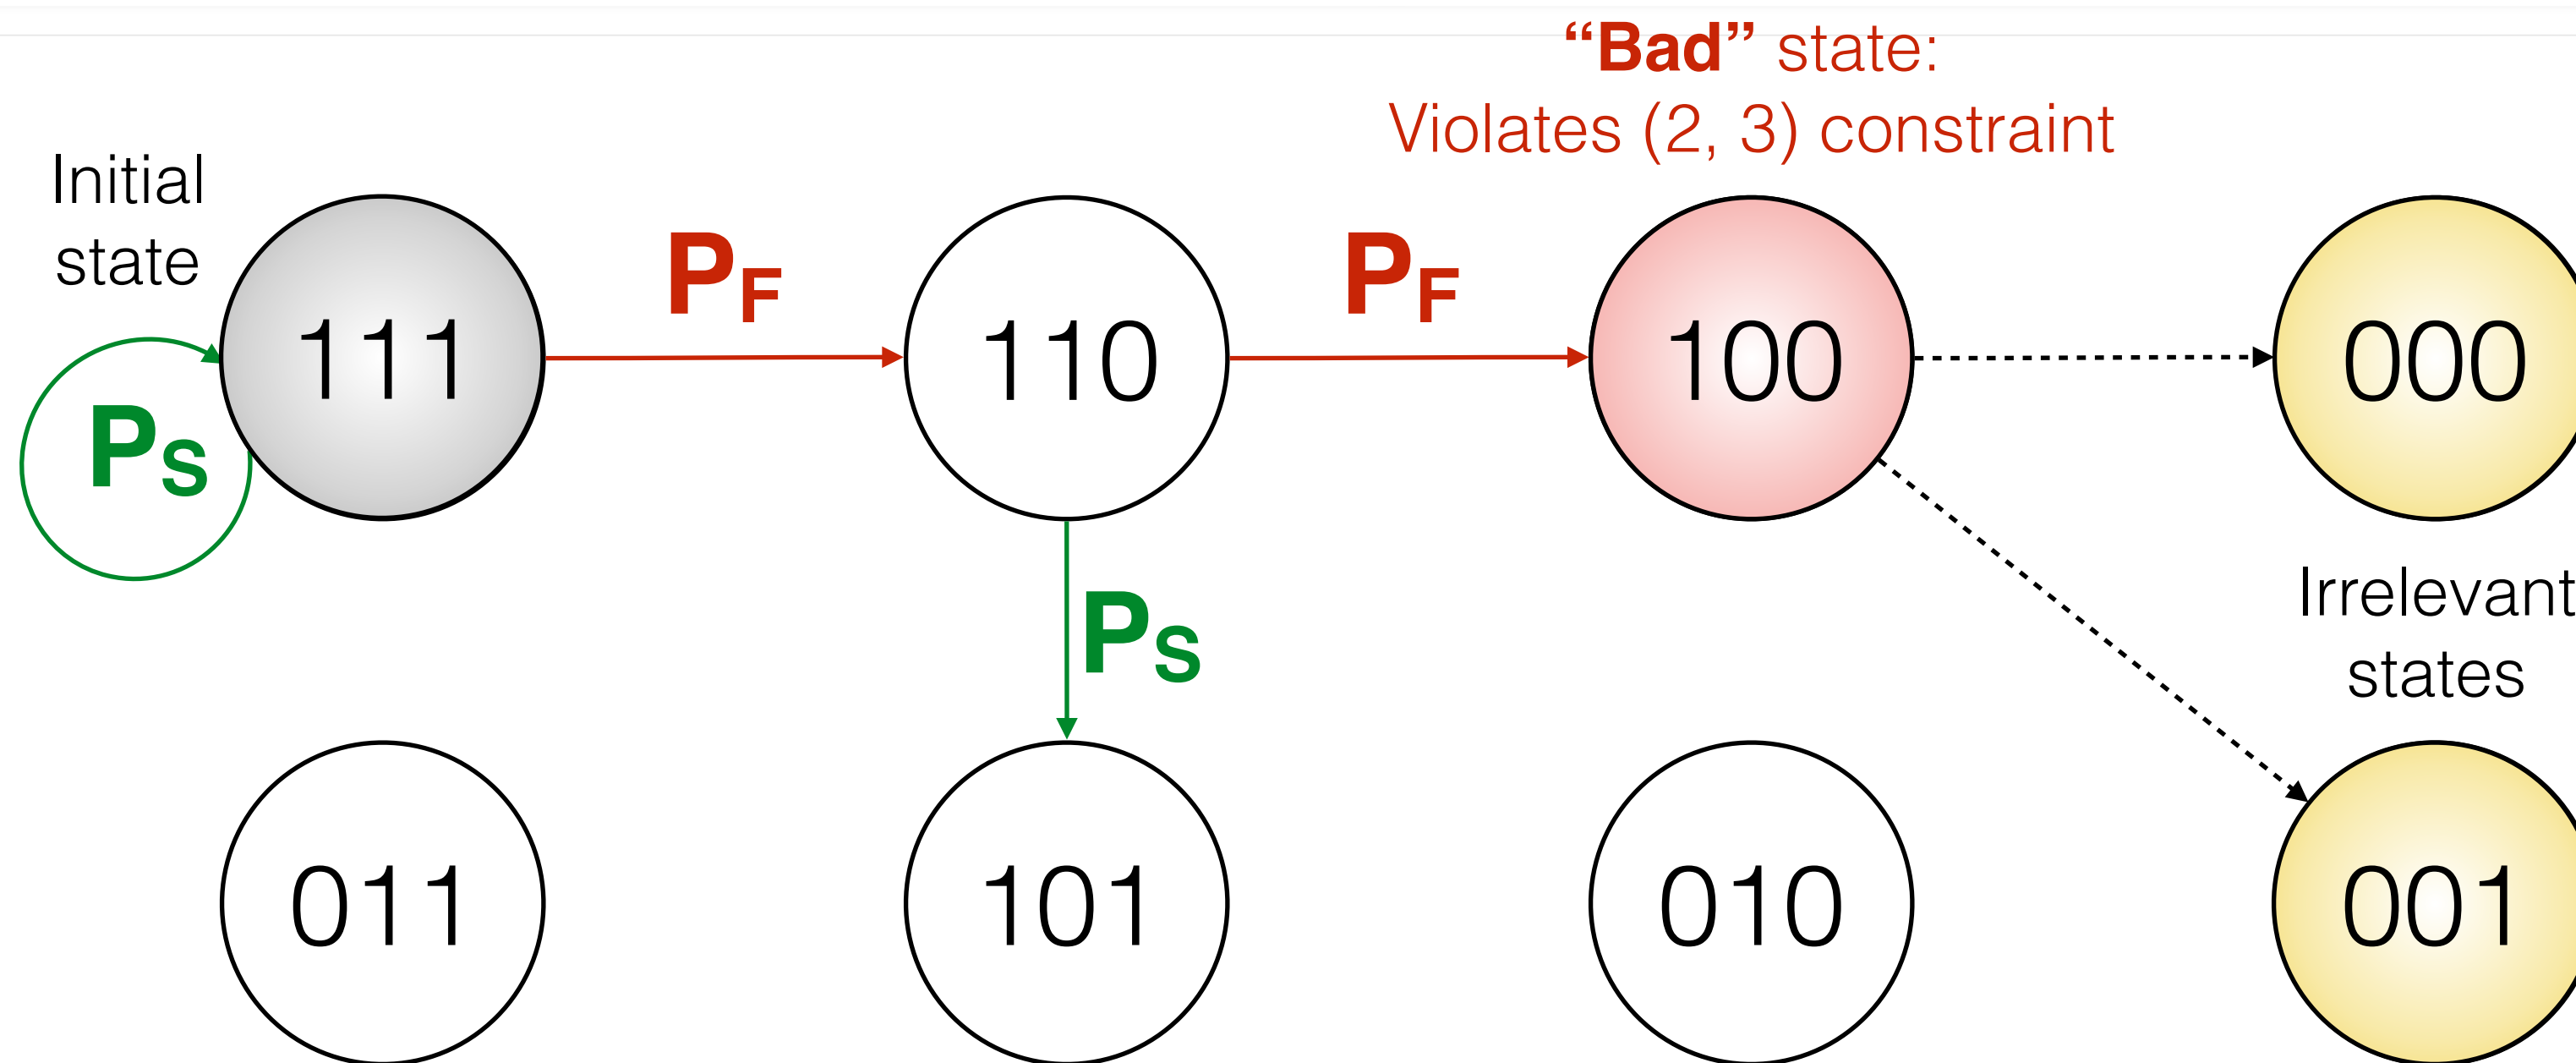 “Bad” state:
Violates (2, 3) constraint
Initial
state
PF
PF
111
110
100
000
PS
PS
Irrelevant
states
011
101
010
001